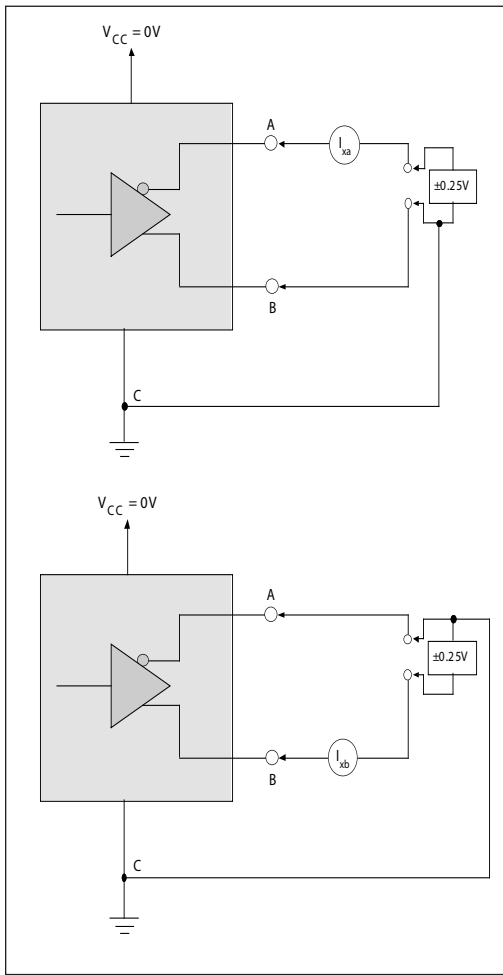 V_CC = 0V
A
I_xa
±0.25V
B
C
V_CC = 0V
A
±0.25V
I_xb
B
C